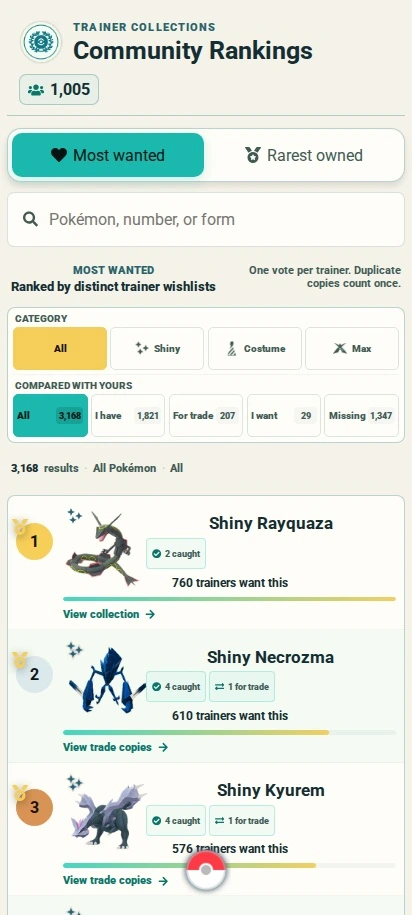 TRAINER COLLECTIONS
Community Rankings
1,005
Most wanted
Rarest owned
Pokémon, number, or form
MOST WANTED
Ranked by distinct trainer wishlists
One vote per trainer. Duplicate
copies count once.
CATEGORY
All
Shiny
Costume
Max
COMPARED WITH YOURS
All 3,168
I have 1,821
For trade 207
I want 29
Missing 1,347
3,168 results · All Pokémon · All
1
Shiny Rayquaza
2 caught
760 trainers want this
View collection →
2
Shiny Necrozma
4 caught
1 for trade
610 trainers want this
View trade copies →
3
Shiny Kyurem
4 caught
1 for trade
576 trainers want this
View trade copies →